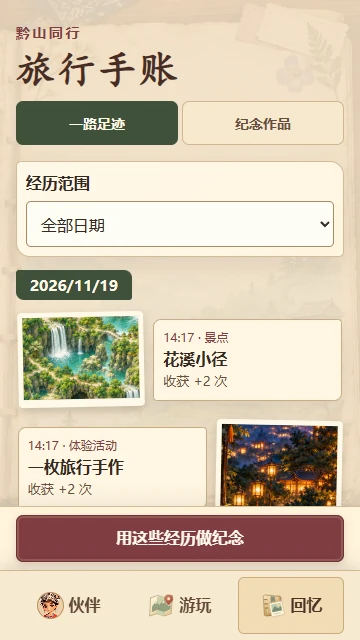 黔山同行
旅行手账
一路足迹
纪念作品
经历范围
全部日期
2026/11/19
14:17 · 景点
花溪小径
收获 +2 次
14:17 · 体验活动
一枚旅行手作
收获 +2 次
用这些经历做纪念
伙伴
游玩
回忆